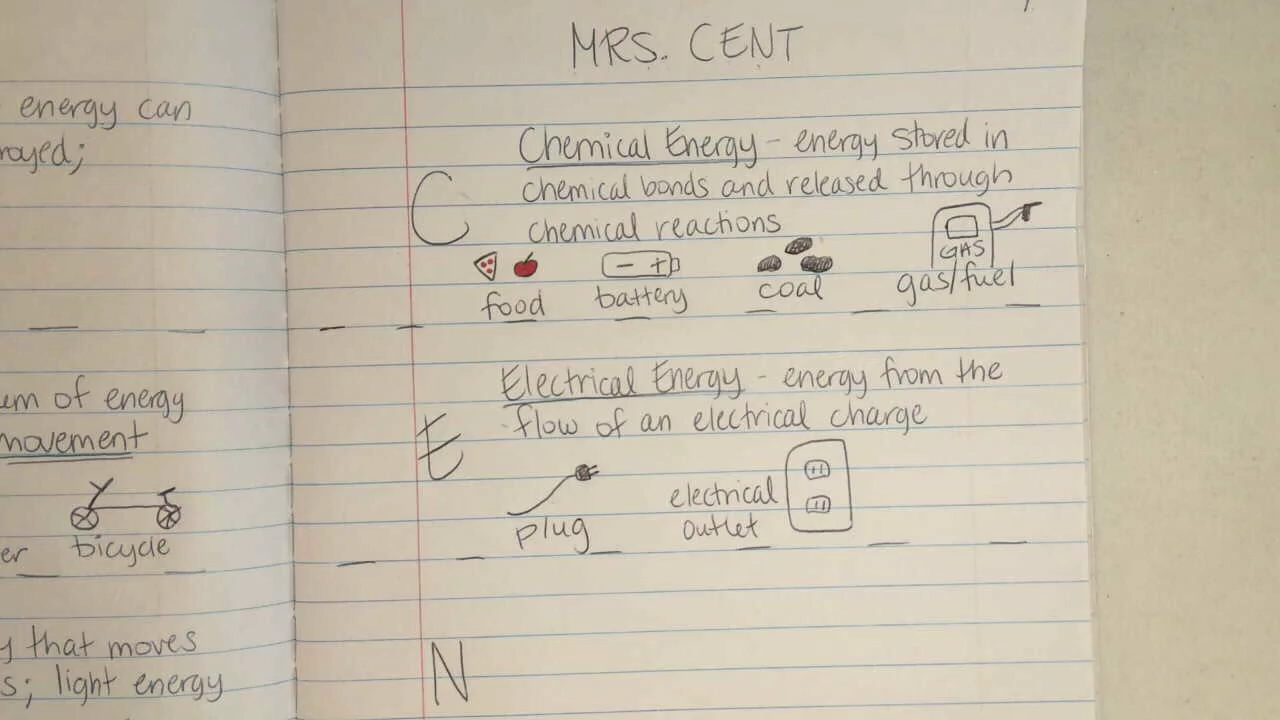 energy can
royed;
em of energy
movement
er bicycle
y that moves
s; light energy
MRS. CENT
Chemical Energy - energy stored in
C
chemical bonds and released through
chemical reactions
GAS
food battery coal gas/fuel
Electrical Energy - energy from the
flow of an electrical charge
E
electrical
plug outlet
N